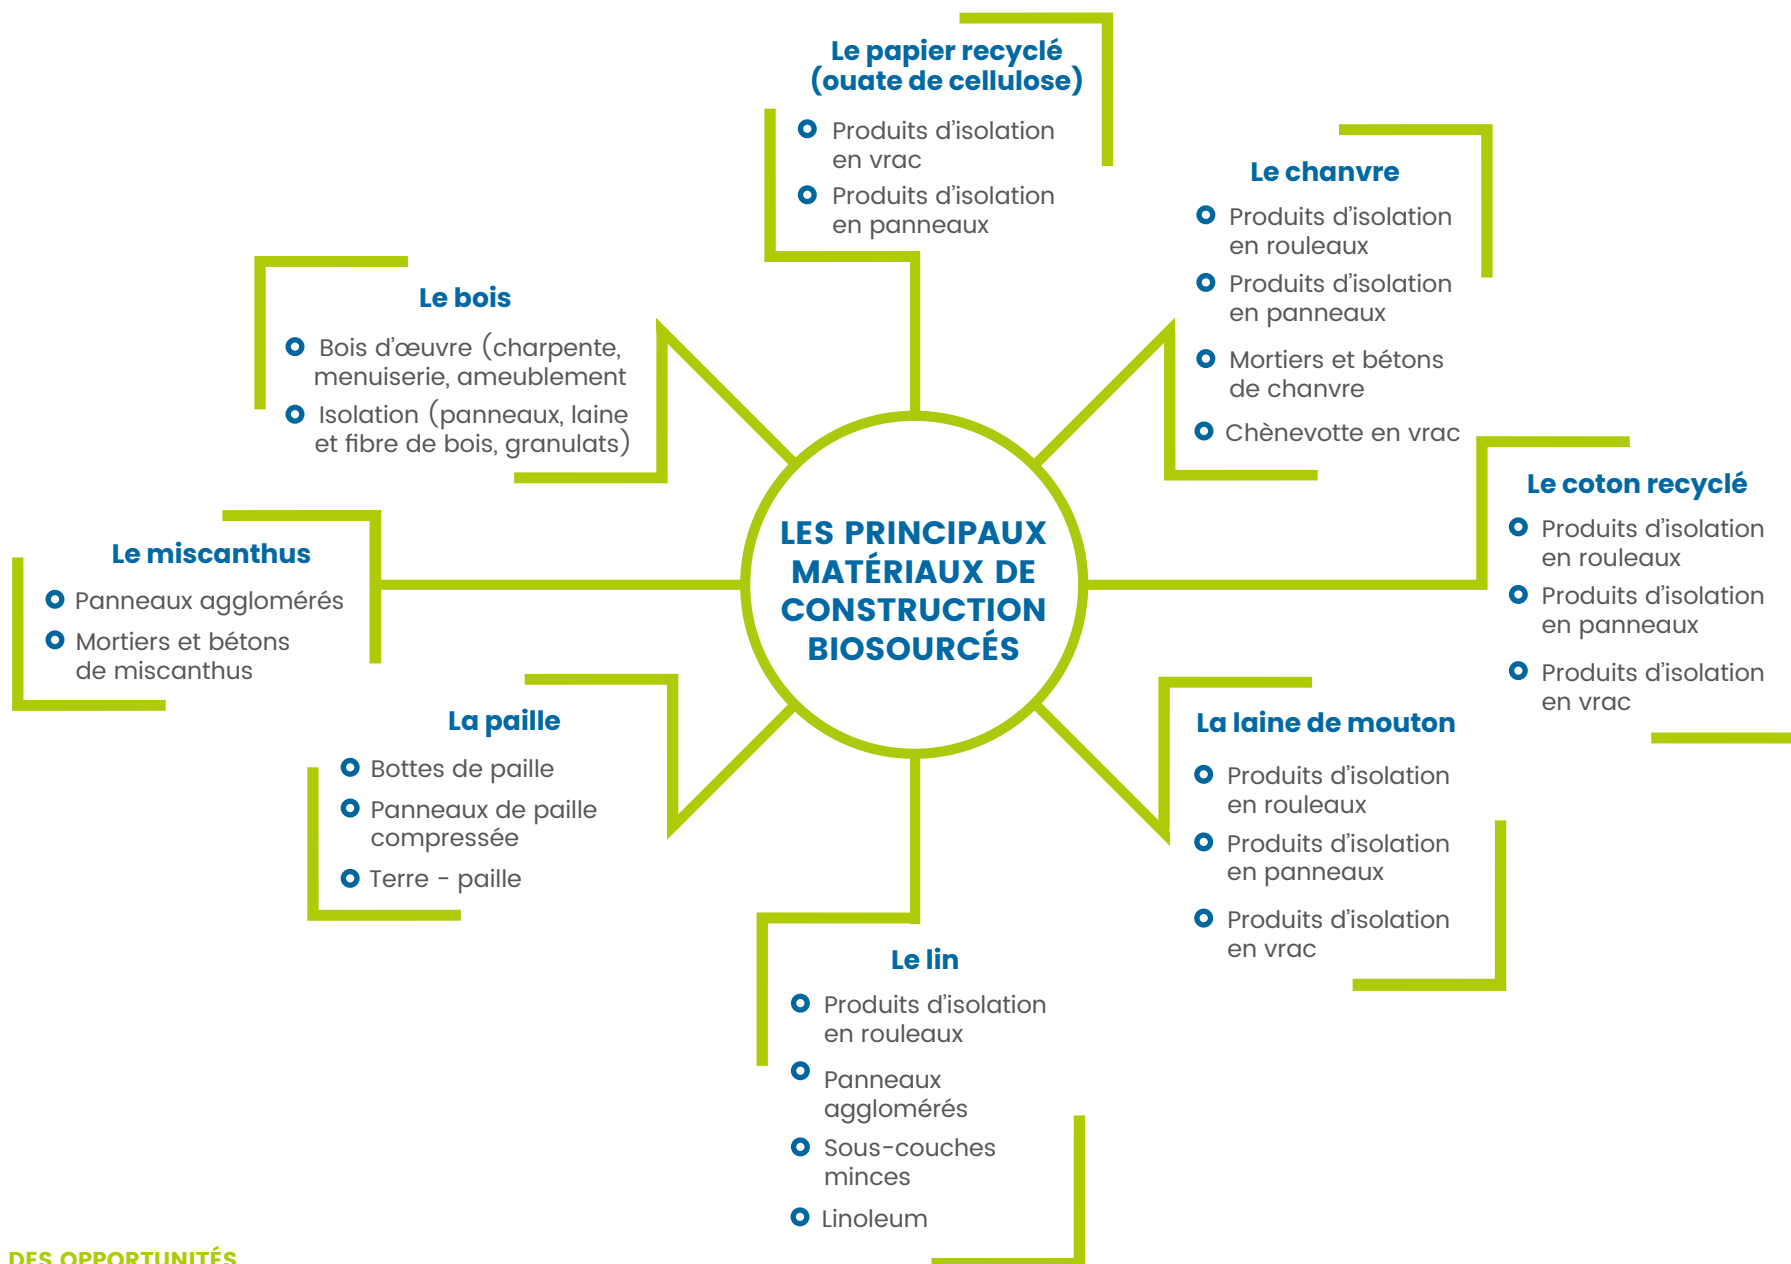 Le papier recyclé
(ouate de cellulose)
Produits d'isolation
en vrac
Produits d'isolation
en panneaux
Le chanvre
Produits d'isolation
en rouleaux
Produits d'isolation
en panneaux
Mortiers et bétons
de chanvre
Chènevotte en vrac
Le bois
Bois d'œuvre (charpente,
menuiserie, ameublement
Isolation (panneaux, laine
et fibre de bois, granulats)
Le coton recyclé
Produits d'isolation
en rouleaux
Produits d'isolation
en panneaux
Produits d'isolation
en vrac
LES PRINCIPAUX
MATÉRIAUX DE
CONSTRUCTION
BIOSOURCÉS
Le miscanthus
Panneaux agglomérés
Mortiers et bétons
de miscanthus
La paille
Bottes de paille
Panneaux de paille
compressée
Terre - paille
La laine de mouton
Produits d'isolation
en rouleaux
Produits d'isolation
en panneaux
Produits d'isolation
en vrac
Le lin
Produits d'isolation
en rouleaux
Panneaux
agglomérés
Sous-couches
minces
Linoleum
DES OPPORTUNITÉS